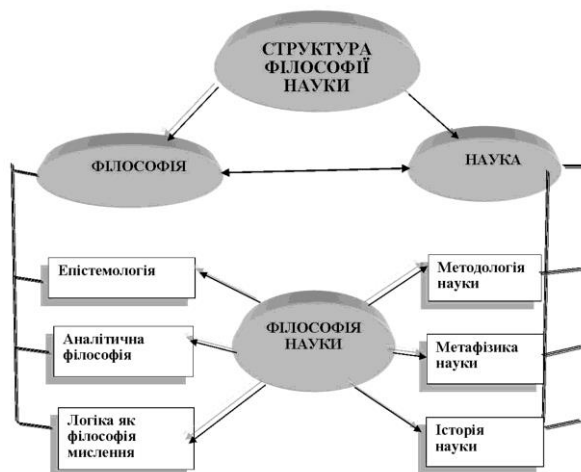 СТРУКТУРА
ФІЛОСОФІЇ
НАУКИ
ФІЛОСОФІЯ
НАУКА
Епістемологія
Методологія
науки
ФІЛОСОФІЯ
НАУКИ
Аналітична
філософія
Метафізика
науки
Логіка як
філософія
мислення
Історія
науки